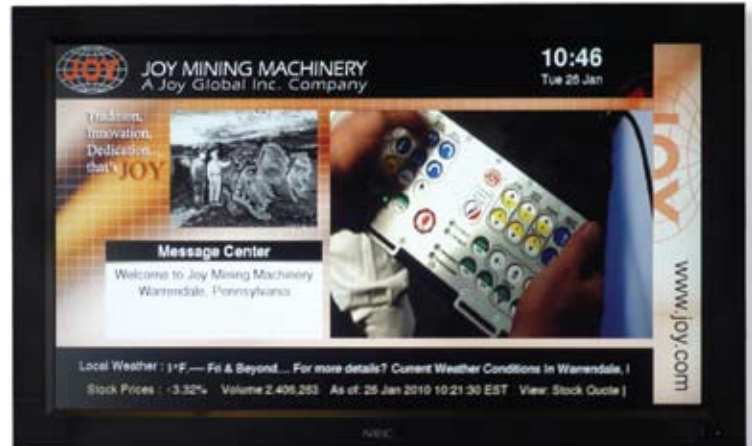 JOY
JOY MINING MACHINERY
A Joy Global Inc. Company
10:46
Tue 26 Jan
Tradition,
Innovation,
Dedication...
that's JOY
Message Center
Welcome to Joy Mining Machinery
Warrendale, Pennsylvania
JOY
www.joy.com
Local Weather : 1°F,— Fri & Beyond.... For more details? Current Weather Conditions In Warrendale,
Stock Prices : -3.32% Volume 2,406,263 As of: 25 Jan 2010 10:21:30 EST View: Stock Quote |
NEC